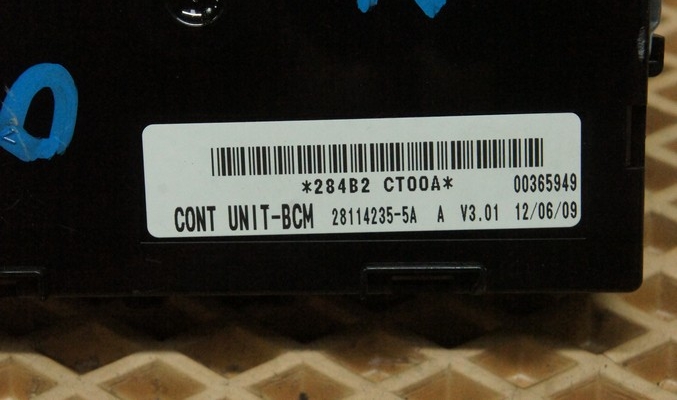 *284B2 CT00A* 00365949
CONT UNIT-BCM 28114235-5A A V3.01 12/06/09